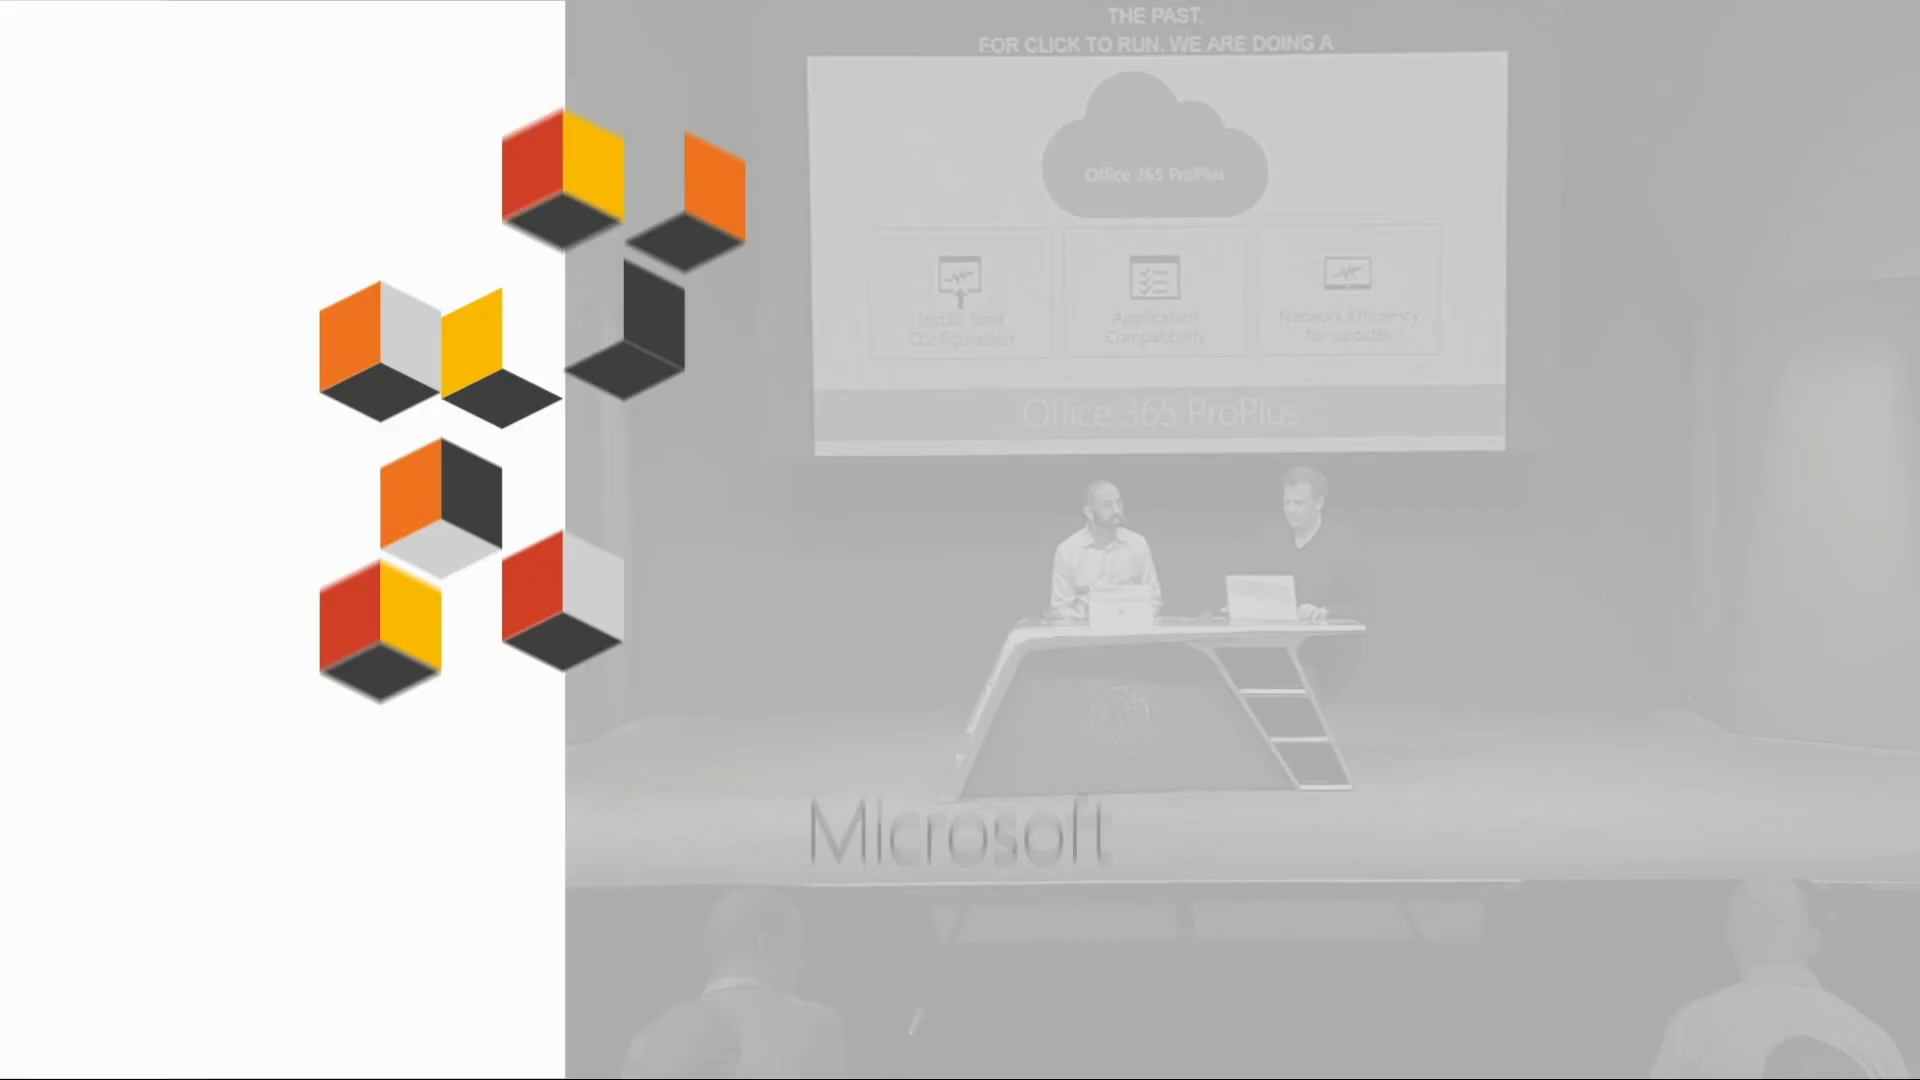 THE PAST.
FOR CLICK TO RUN. WE ARE DOING A
Office 365 ProPlus
Install-time
Configuration
Application
Compatibility
Network Efficiency
for updates
Office 365 ProPlus
Microsoft